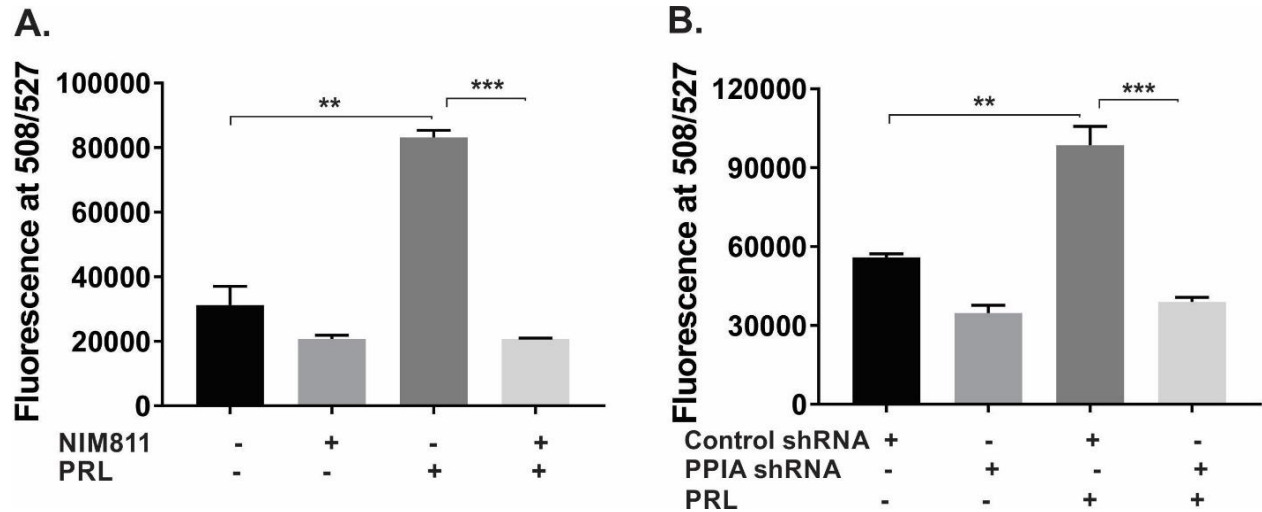 A.
Fluorescence at 508/527
100000
80000
60000
40000
20000
0
** ***
NIM811 - + - +
PRL - - + +
B.
Fluorescence at 508/527
120000
90000
60000
30000
0
** ***
Control shRNA + - + -
PPIA shRNA - + - +
PRL - - + +